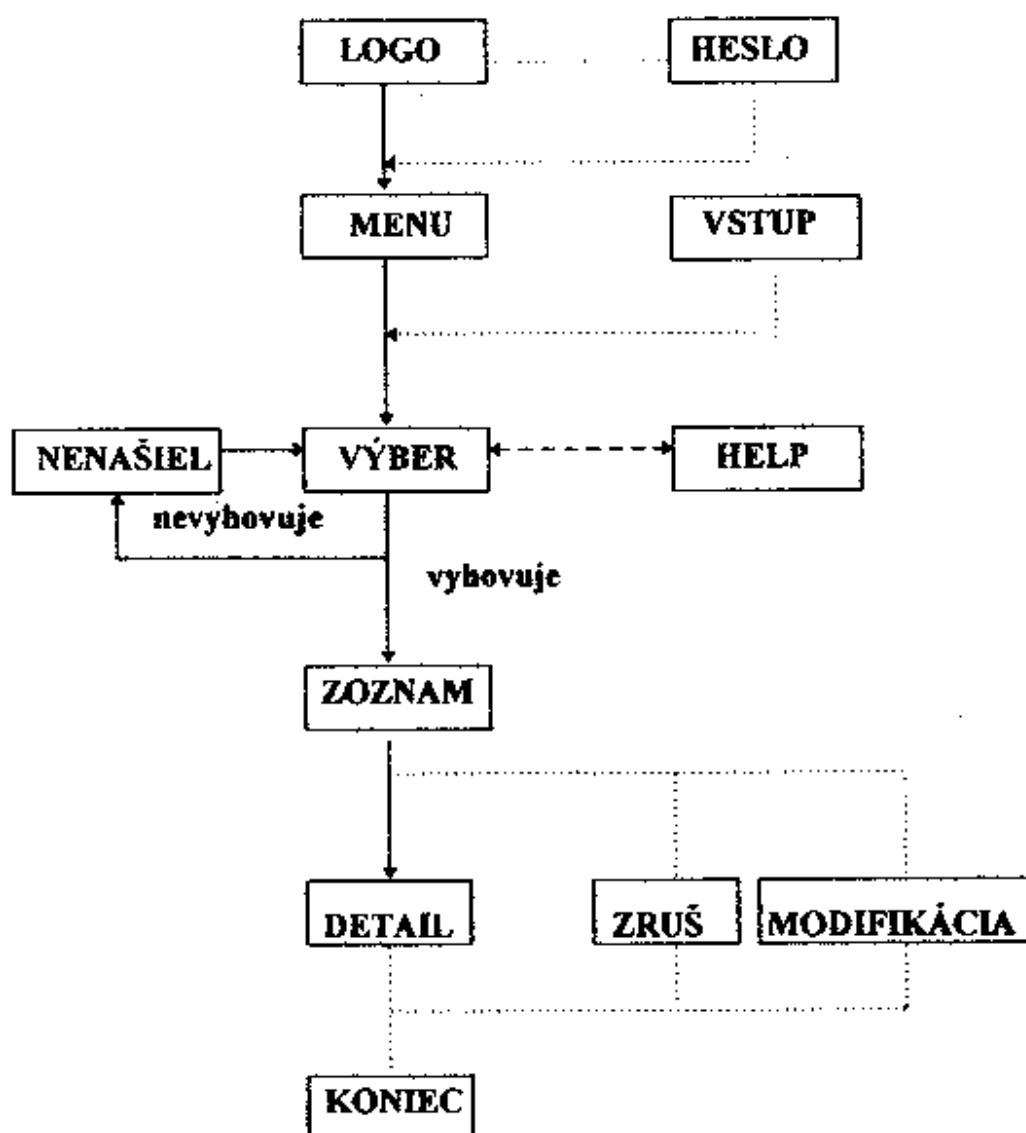 LOGO
HESLO
MENU
VSTUP
NENAŠIEL
VÝBER
HELP
nevyhovuje
vyhovuje
ZOZNAM
DETAIL
ZRUŠ
MODIFIKÁCIA
KONIEC